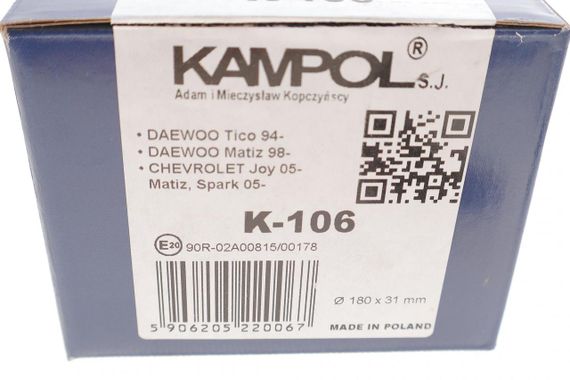 KAMPOL® S.J.
Adam i Mieczysław Kopczyńscy
• DAEWOO Tico 94-
• DAEWOO Matiz 98-
• CHEVROLET Joy 05-
Matiz, Spark 05-
K-106
E20 90R-02A00815/00178
Ø 180 x 31 mm
5 906205 220067
MADE IN POLAND